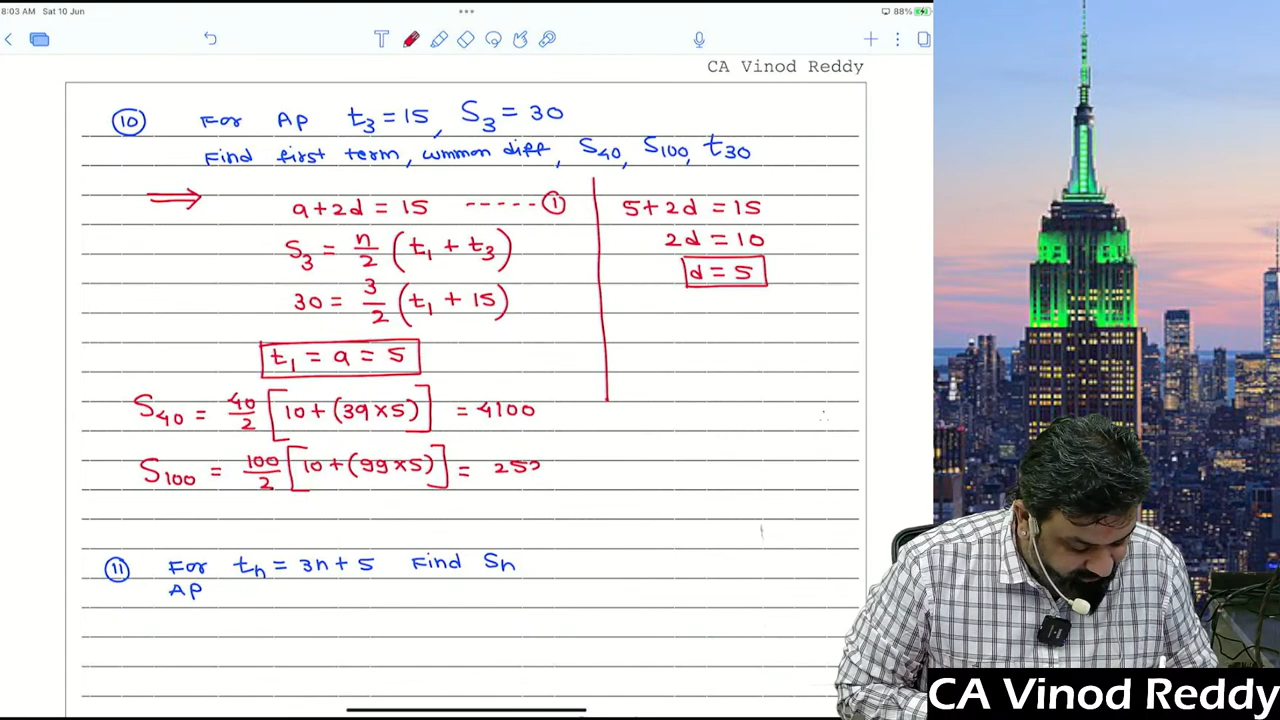 8:03 AM Sat 10 Jun
88%
CA Vinod Reddy
(10) For AP t₃ = 15, S₃ = 30
Find first term, common diff, S₄₀, S₁₀₀, t₃₀
⇒ a + 2d = 15 ----- (1)
S₃ = n/2 (t₁ + t₃)
30 = 3/2 (t₁ + 15)
t₁ = a = 5
5 + 2d = 15
2d = 10
d = 5
S₄₀ = 40/2 [10 + (39 × 5)] = 4100
S₁₀₀ = 100/2 [10 + (99 × 5)] = 25
(11) For tₙ = 3n + 5 Find Sₙ
AP
CA Vinod Reddy